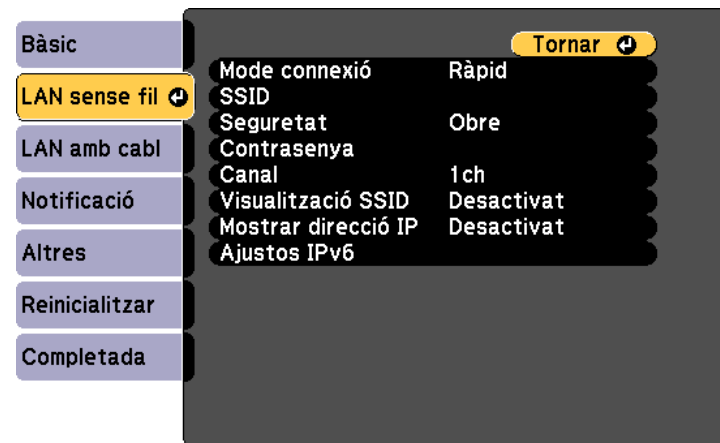 Bàsic
LAN sense fil
LAN amb cabl
Notificació
Altres
Reinicialitzar
Completada
Tornar
Mode connexió Ràpid
SSID
Seguretat Obre
Contrasenya
Canal 1ch
Visualització SSID Desactivat
Mostrar direcció IP Desactivat
Ajustos IPv6